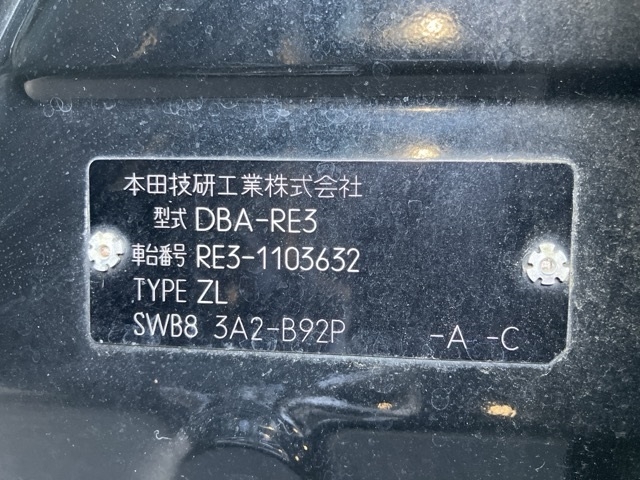 本田技研工業株式会社
型式 DBA-RE3
車台番号 RE3-1103632
TYPE ZL
SWB8 3A2-B92P -A -C